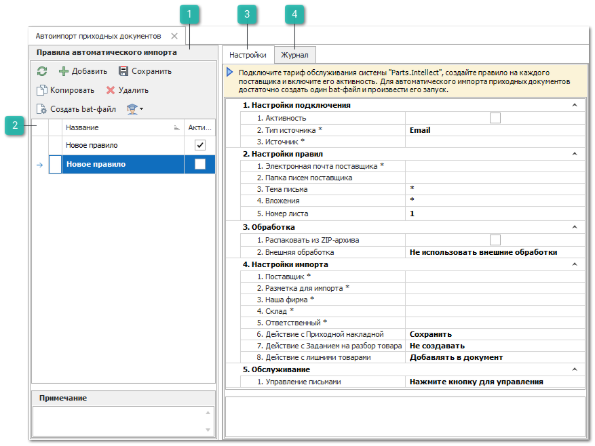 1
3
4
Автоимпорт приходных документов
Правила автоматического импорта
Добавить
Сохранить
Копировать
Удалить
Создать bat-файл
2
Название
Акти...
Новое правило
Новое правило
Примечание
Настройки
Журнал
Подключите тариф обслуживания системы "Parts.Intellect", создайте правило на каждого
поставщика и включите его активность. Для автоматического импорта приходных документов
достаточно создать один bat-файл и произвести его запуск.
1. Настройки подключения
1. Активность
2. Тип источника * Email
3. Источник *
2. Настройки правил
1. Электронная почта поставщика *
2. Папка писем поставщика
3. Тема письма *
4. Вложения *
5. Номер листа 1
3. Обработка
1. Распаковать из ZIP-архива
2. Внешняя обработка Не использовать внешние обработки
4. Настройки импорта
1. Поставщик *
2. Разметка для импорта *
3. Наша фирма *
4. Склад *
5. Ответственный *
6. Действие с Приходной накладной Сохранить
7. Действие с Заданием на разбор товара Не создавать
8. Действие с лишними товарами Добавлять в документ
5. Обслуживание
1. Управление письмами Нажмите кнопку для управления